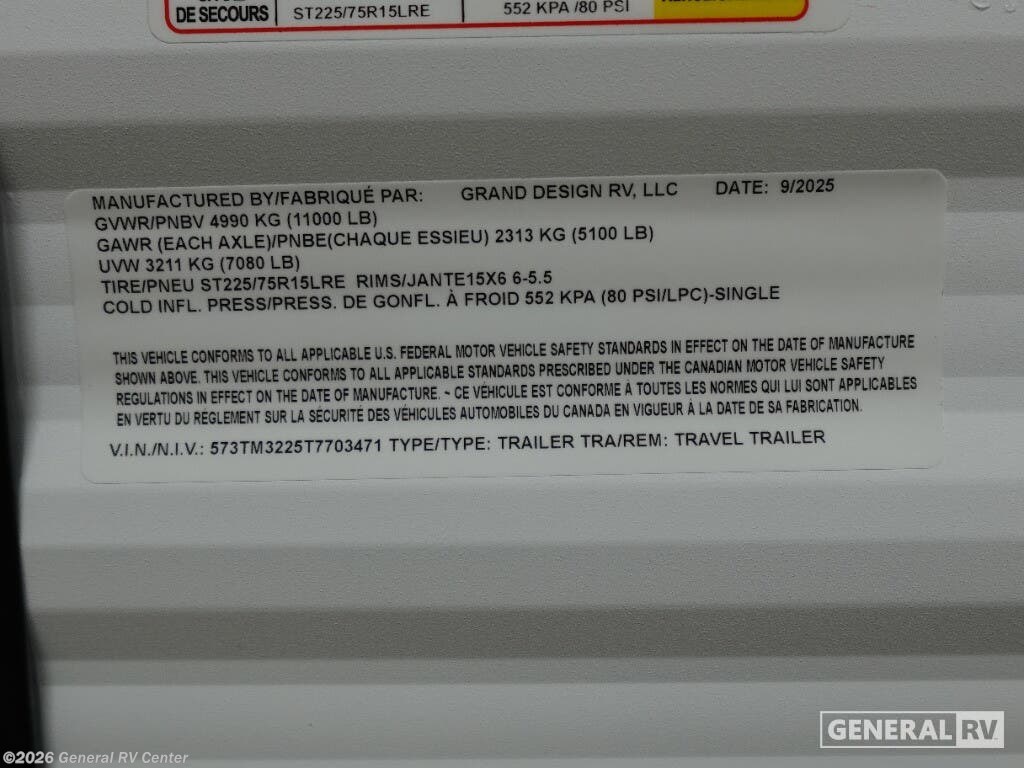 DE SECOURS ST225/75R15LRE 552 KPA /80 PSI
MANUFACTURED BY/FABRIQUÉ PAR: GRAND DESIGN RV, LLC DATE: 9/2025
GVWR/PNBV 4990 KG (11000 LB)
GAWR (EACH AXLE)/PNBE(CHAQUE ESSIEU) 2313 KG (5100 LB)
UVW 3211 KG (7080 LB)
TIRE/PNEU ST225/75R15LRE RIMS/JANTE15X6 6-5.5
COLD INFL. PRESS/PRESS. DE GONFL. À FROID 552 KPA (80 PSI/LPC)-SINGLE
THIS VEHICLE CONFORMS TO ALL APPLICABLE U.S. FEDERAL MOTOR VEHICLE SAFETY STANDARDS IN EFFECT ON THE DATE OF MANUFACTURE
SHOWN ABOVE. THIS VEHICLE CONFORMS TO ALL APPLICABLE STANDARDS PRESCRIBED UNDER THE CANADIAN MOTOR VEHICLE SAFETY
REGULATIONS IN EFFECT ON THE DATE OF MANUFACTURE. ~ CE VÉHICULE EST CONFORME À TOUTES LES NORMES QUI LUI SONT APPLICABLES
EN VERTU DU RÉGLEMENT SUR LA SÉCURITÉ DES VÉHICULES AUTOMOBILES DU CANADA EN VIGUEUR À LA DATE DE SA FABRICATION.
V.I.N./N.I.V.: 573TM3225T7703471 TYPE/TYPE: TRAILER TRA/REM: TRAVEL TRAILER
GENERAL RV
©2026 General RV Center